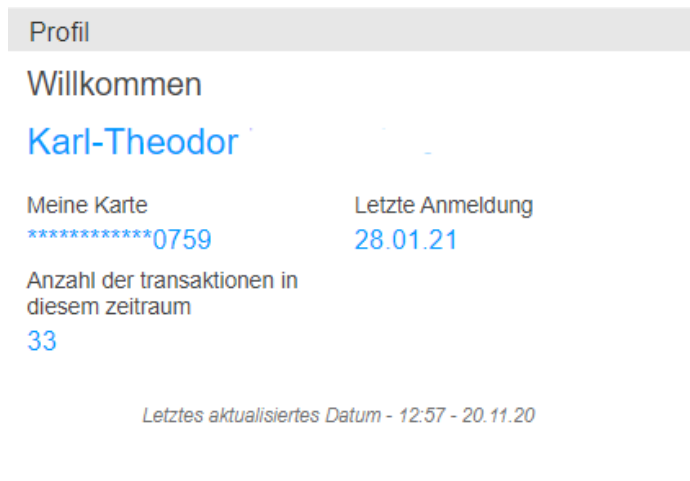 Profil
Willkommen
Karl-Theodor
Meine Karte
************0759
Letzte Anmeldung
28.01.21
Anzahl der transaktionen in
diesem zeitraum
33
Letztes aktualisiertes Datum - 12:57 - 20.11.20